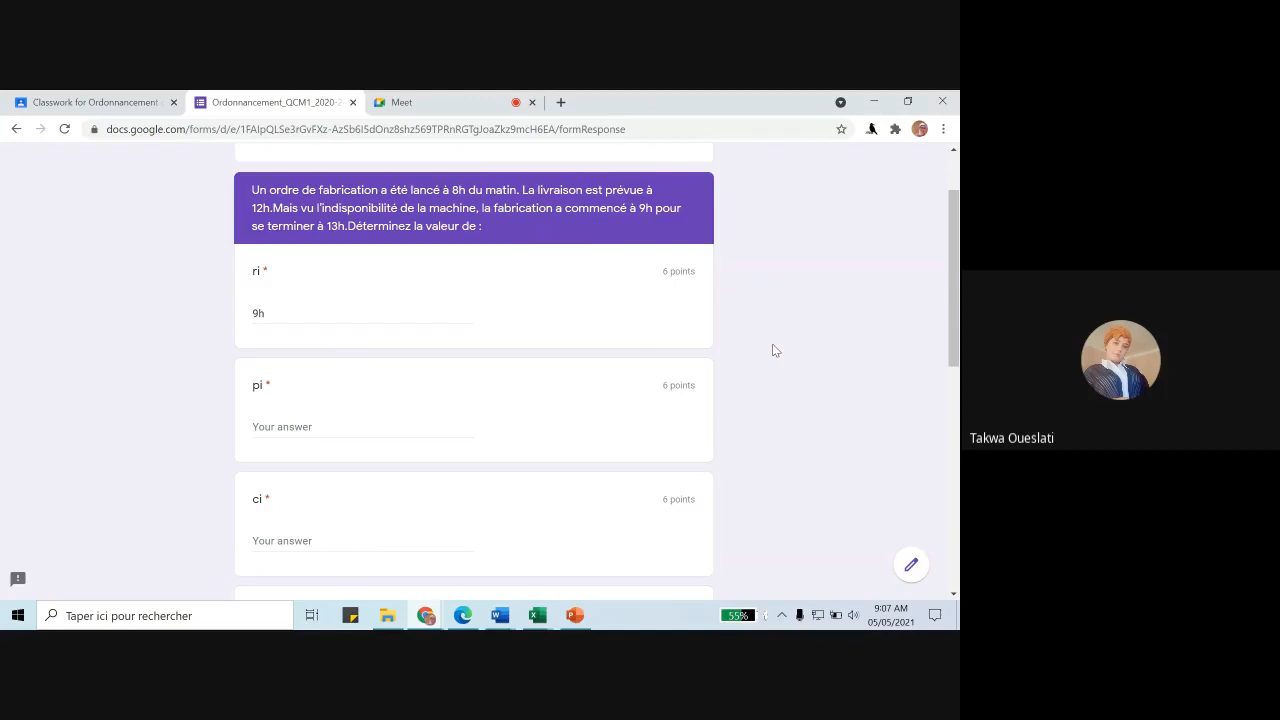 Classwork for Ordonnancement
Ordonnancement_QCM1_2020-2
Meet
docs.google.com/forms/d/e/1FAIpQLSe3rGvFXz-AzSb6I5dOnz8shz569TPRnRGTgJoaZkz9mcH6EA/formResponse
Un ordre de fabrication a été lancé à 8h du matin. La livraison est prévue à
12h.Mais vu l'indisponibilité de la machine, la fabrication a commencé à 9h pour
se terminer à 13h.Déterminez la valeur de :
ri *
6 points
9h
pi *
6 points
Your answer
ci *
6 points
Your answer
Takwa Oueslati
Taper ici pour rechercher
55%
9:07 AM
05/05/2021